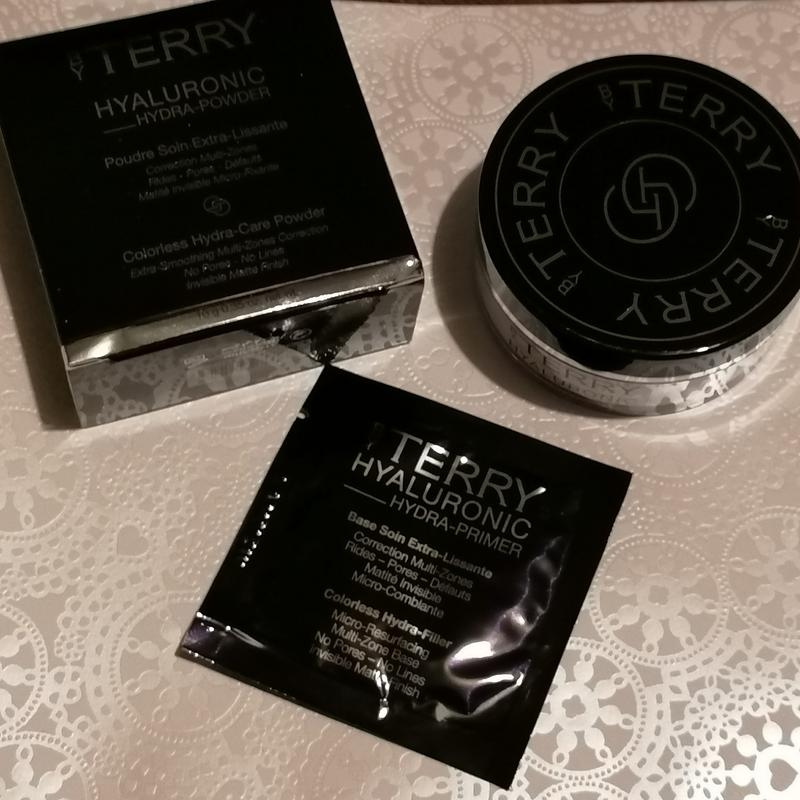 BY TERRY
HYALURONIC
HYDRA-POWDER
Poudre Soin Extra-Lissante
Correction Multi-Zones
Rides - Pores - Défauts
Matité Invisible Micro-Fixante
Colorless Hydra-Care Powder
Extra-Smoothing Multi-Zones Correction
No Pores - No Lines
Invisible Matte Finish
BY TERRY
BY TERRY
BY TERRY
TERRY
TERRY
HYALURONIC
HYDRA-PRIMER
Base Soin Extra-Lissante
Correction Multi-Zones
Rides - Pores - Défauts
Matité Invisible
Micro-Comblante
Colorless Hydra-Filler
Micro-Resurfacing
Multi-Zone Base
No Pores - No Lines
Invisible Matte Finish